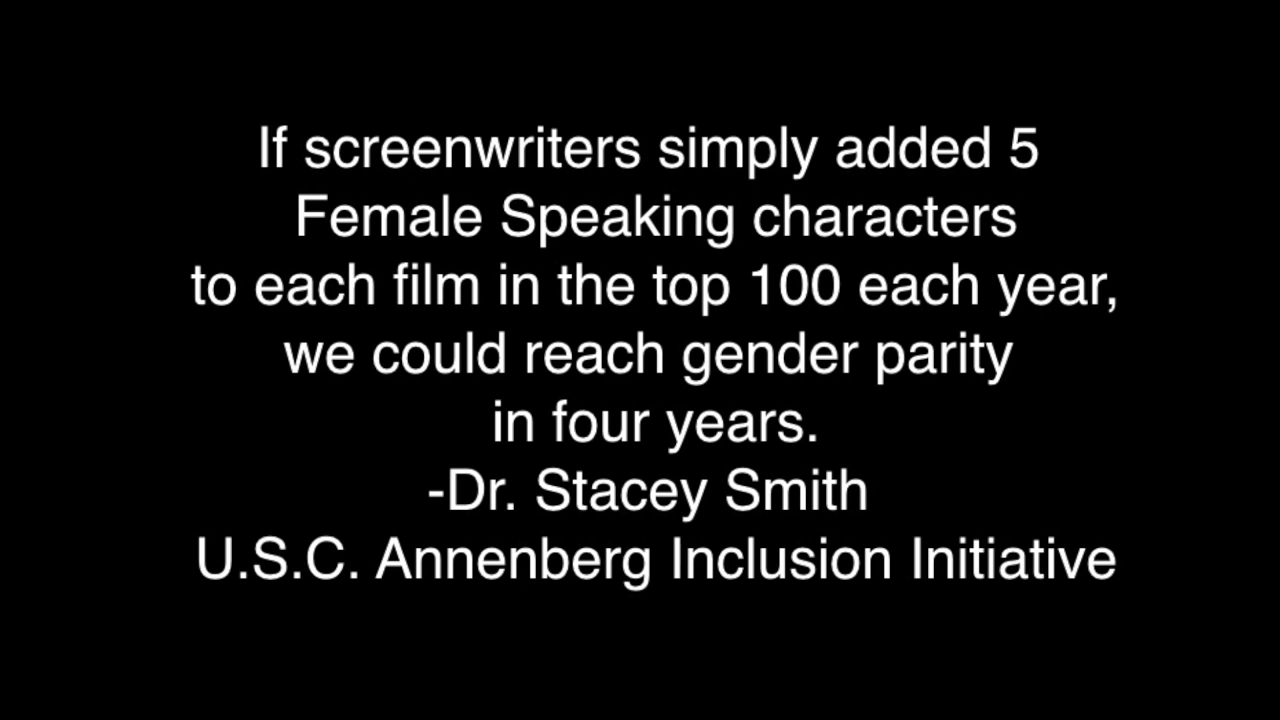 If screenwriters simply added 5
Female Speaking characters
to each film in the top 100 each year,
we could reach gender parity
in four years.
-Dr. Stacey Smith
U.S.C. Annenberg Inclusion Initiative